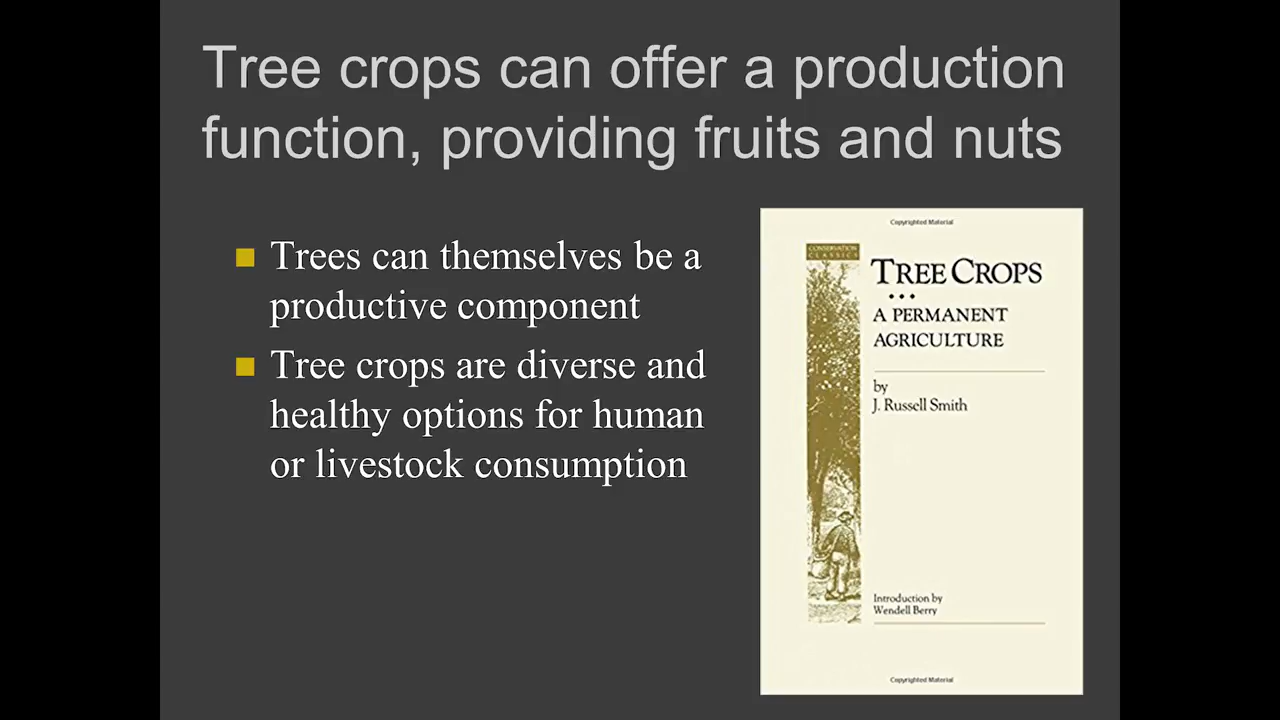 Tree crops can offer a production
function, providing fruits and nuts
Trees can themselves be a
productive component
Tree crops are diverse and
healthy options for human
or livestock consumption
Copyrighted Material
CONSERVATION
CLASSICS
TREE CROPS
A PERMANENT
AGRICULTURE
by
J. Russell Smith
Introduction by
Wendell Berry
Copyrighted Material